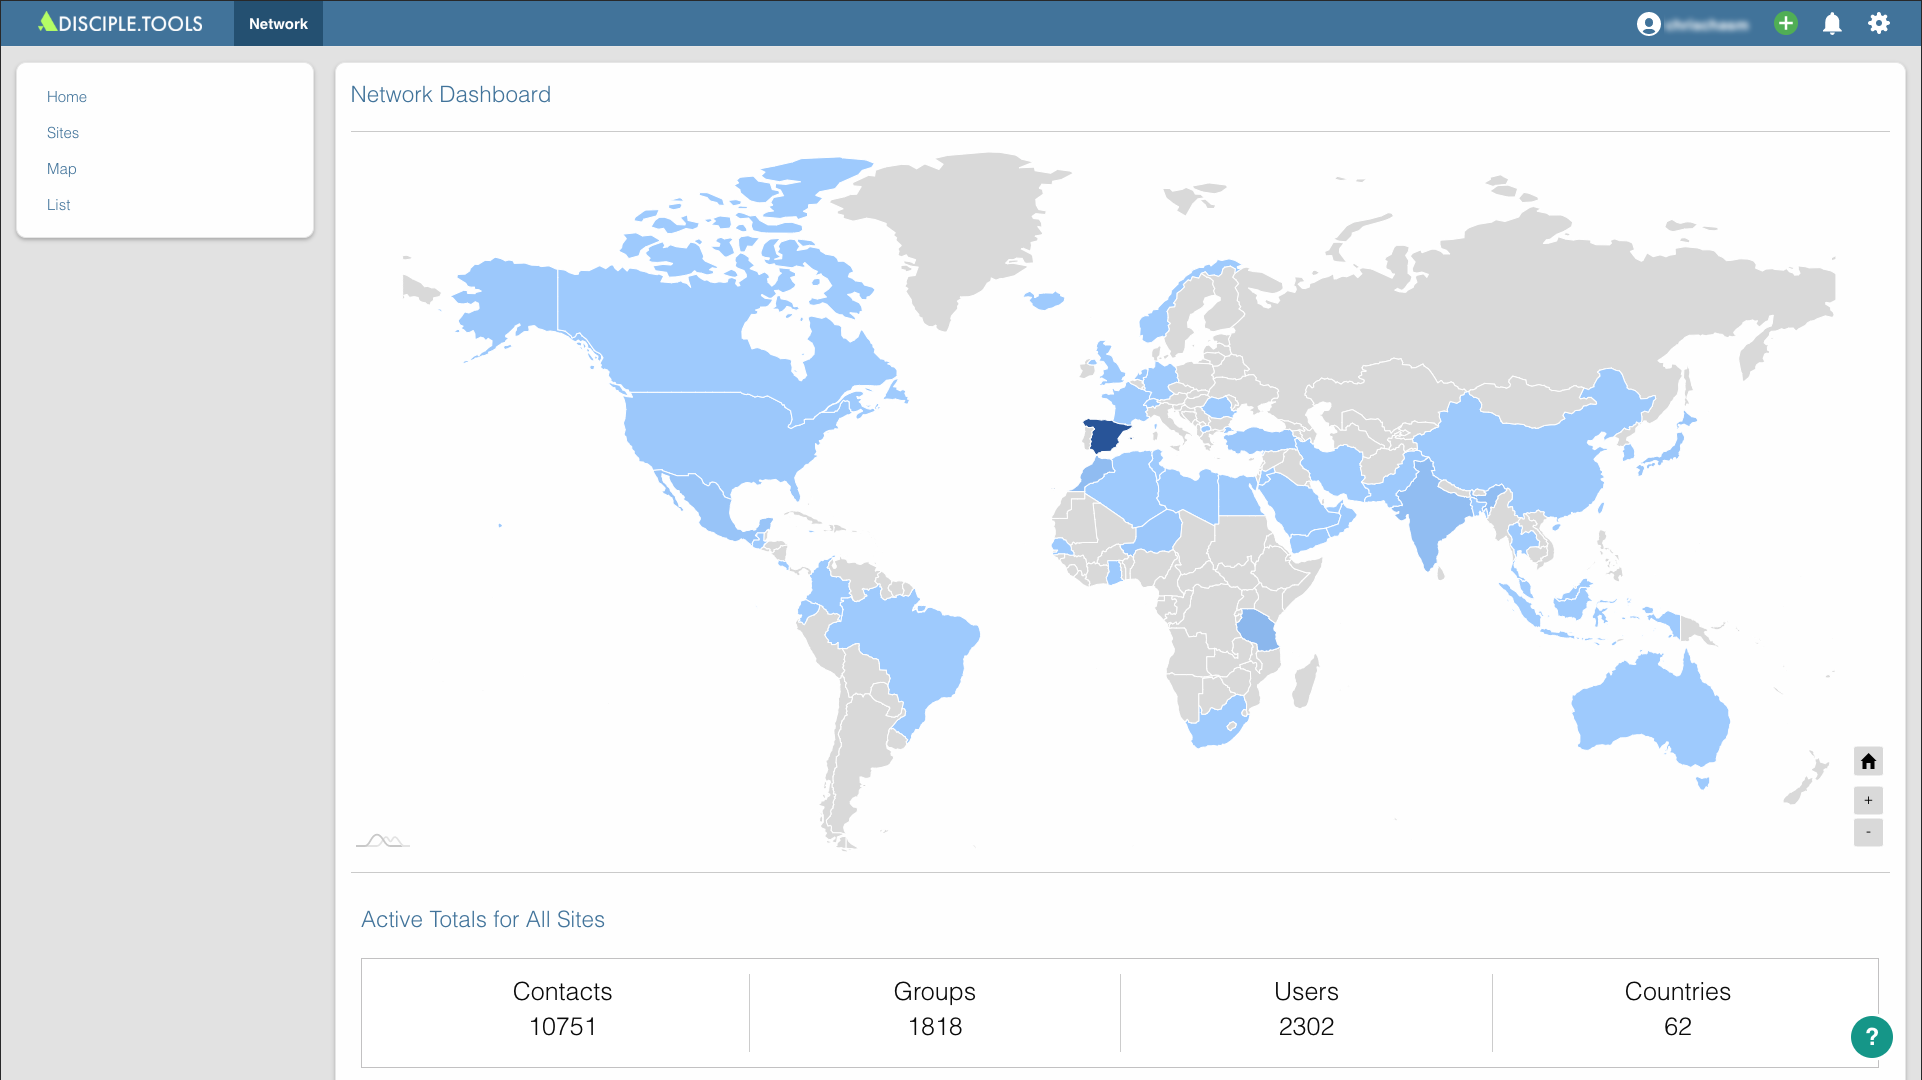 DISCIPLE.TOOLS
Network
Home
Sites
Map
List
Network Dashboard
+
-
Active Totals for All Sites
Contacts
10751
Groups
1818
Users
2302
Countries
62
?